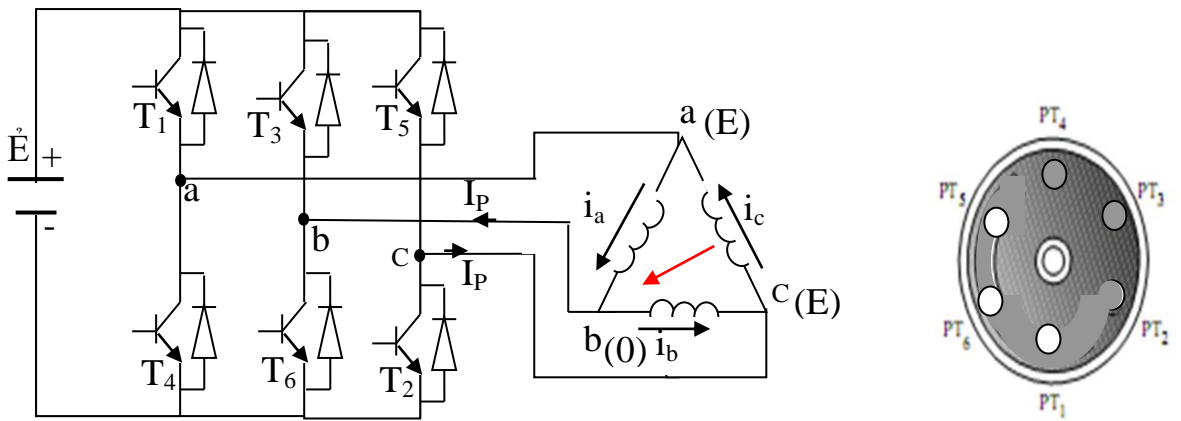 T1
T3
T5
Ė
+
-
a
b
C
IP
IP
T4
T6
T2
a (E)
ia
ic
b(0) ib
C (E)
PT4
PT5
PT3
PT6
PT2
PT1